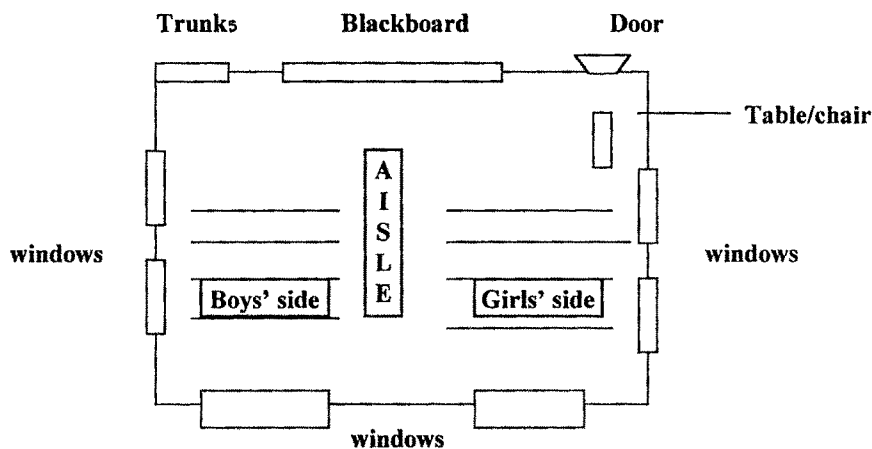 Trunks Blackboard Door
Table/chair
AISLE
windows windows
Boys' side Girls' side
windows